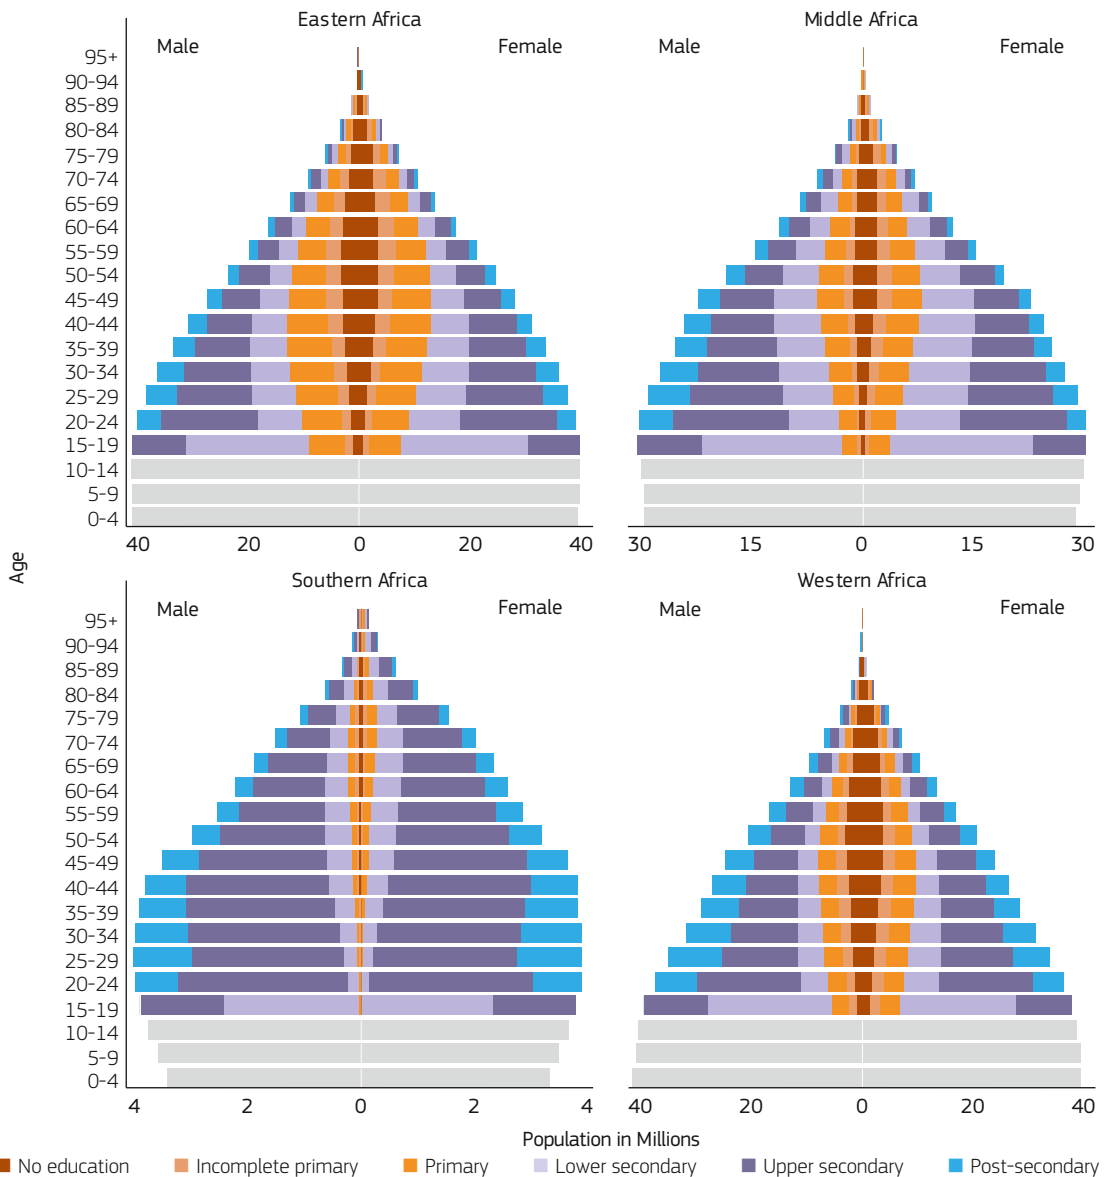 Eastern Africa
Middle Africa
Male
Female
Male
Female
95+
90-94
85-89
80-84
75-79
70-74
65-69
60-64
55-59
50-54
45-49
40-44
35-39
30-34
25-29
20-24
15-19
10-14
5-9
0-4
40 20 0 20 40
30 15 0 15 30
Age
Southern Africa
Western Africa
Male
Female
Male
Female
95+
90-94
85-89
80-84
75-79
70-74
65-69
60-64
55-59
50-54
45-49
40-44
35-39
30-34
25-29
20-24
15-19
10-14
5-9
0-4
4 2 0 2 4
40 20 0 20 40
Population in Millions
No education Incomplete primary Primary Lower secondary Upper secondary Post-secondary